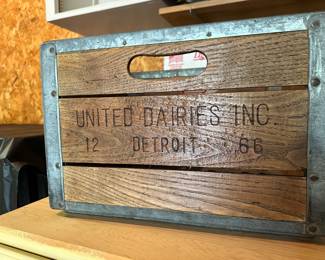 UNITED DAIRIES INC.
12 DETROIT 66